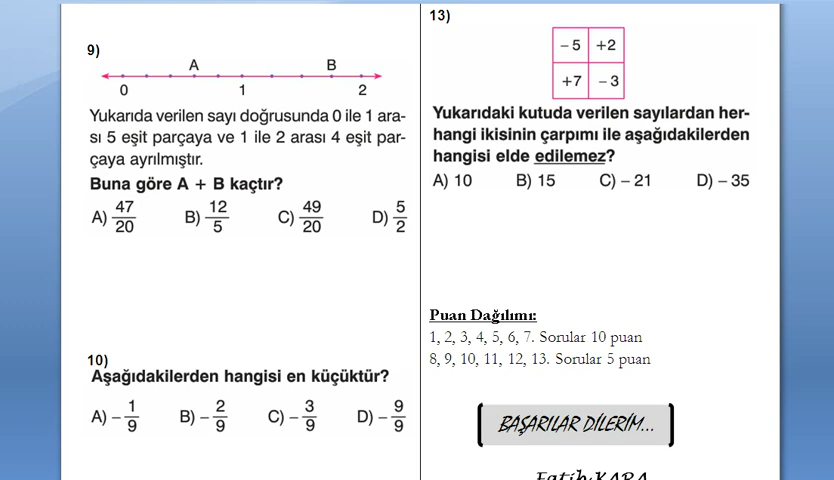 9)
A B
0 1 2
Yukarıda verilen sayı doğrusunda 0 ile 1 ara-
sı 5 eşit parçaya ve 1 ile 2 arası 4 eşit par-
çaya ayrılmıştır.
Buna göre A + B kaçtır?
A) 47/20 B) 12/5 C) 49/20 D) 5/2
10)
Aşağıdakilerden hangisi en küçüktür?
A) – 1/9 B) – 2/9 C) – 3/9 D) – 9/9
13)
– 5 +2
+7 – 3
Yukarıdaki kutuda verilen sayılardan her-
hangi ikisinin çarpımı ile aşağıdakilerden
hangisi elde edilemez?
A) 10 B) 15 C) – 21 D) – 35
Puan Dağılımı:
1, 2, 3, 4, 5, 6, 7. Sorular 10 puan
8, 9, 10, 11, 12, 13. Sorular 5 puan
BAŞARILAR DİLERİM...
Fatih KARA